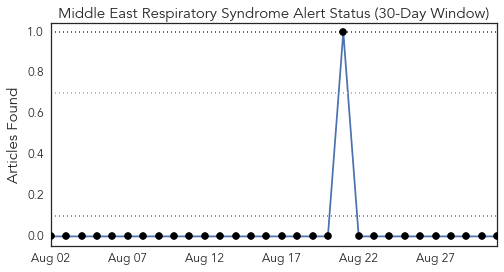 Middle East Respiratory Syndrome Alert Status (30-Day Window)
Articles Found
1.0
0.8
0.6
0.4
0.2
0.0
Aug 02 Aug 07 Aug 12 Aug 17 Aug 22 Aug 27